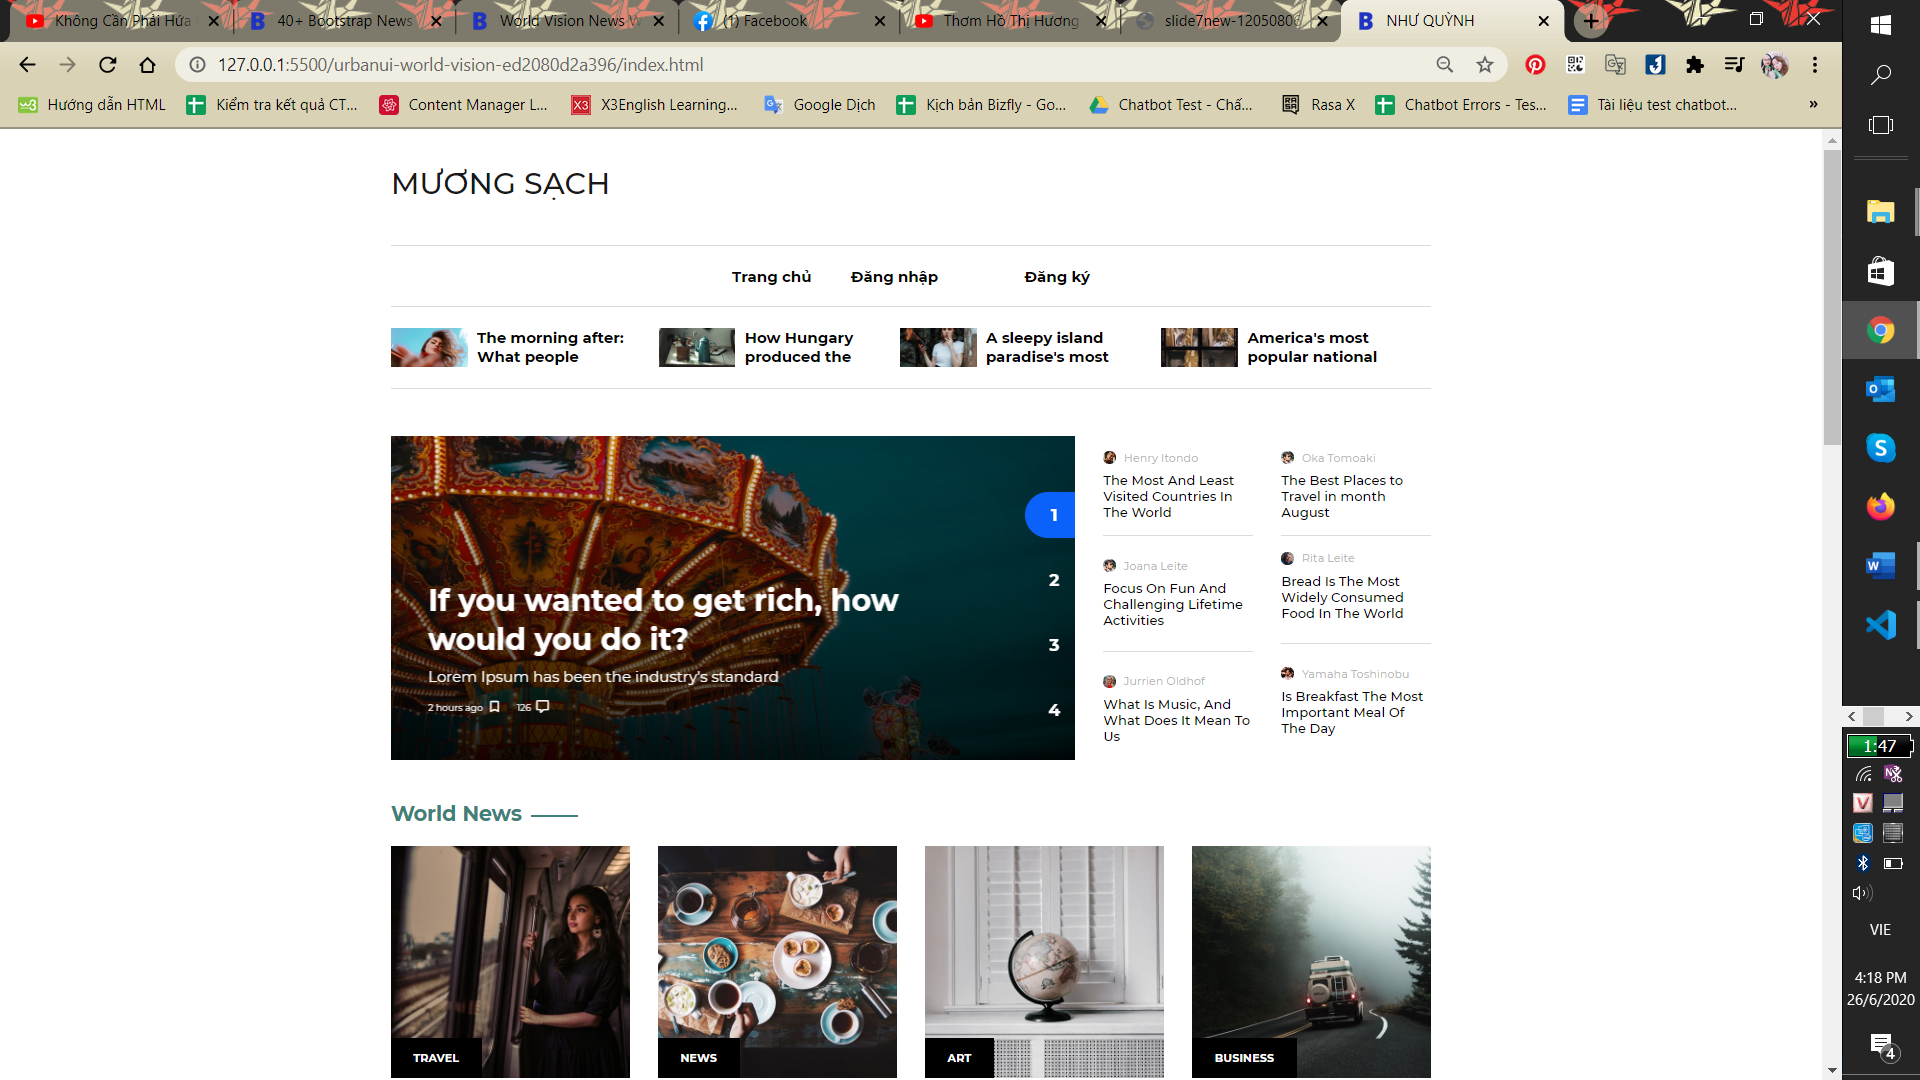 Không Cần Phải Hứa
40+ Bootstrap News
World Vision News W
(1) Facebook
Thơm Hồ Thị Hương
slide7new-12050806
NHƯ QUỲNH
127.0.0.1:5500/urbanui-world-vision-ed2080d2a396/index.html
Hướng dẫn HTML
Kiểm tra kết quả CT...
Content Manager L...
X3English Learning...
Google Dịch
Kịch bản Bizfly - Go...
Chatbot Test - Chấ...
Rasa X
Chatbot Errors - Tes...
Tài liệu test chatbot...
»
MƯƠNG SẠCH
Trang chủ
Đăng nhập
Đăng ký
The morning after:
What people
How Hungary
produced the
A sleepy island
paradise's most
America's most
popular national
If you wanted to get rich, how
would you do it?
Lorem Ipsum has been the industry's standard
2 hours ago
126
1
2
3
4
Henry Itondo
The Most And Least
Visited Countries In
The World
Joana Leite
Focus On Fun And
Challenging Lifetime
Activities
Jurrien Oldhof
What Is Music, And
What Does It Mean To
Us
Oka Tomoaki
The Best Places to
Travel in month
August
Rita Leite
Bread Is The Most
Widely Consumed
Food In The World
Yamaha Toshinobu
Is Breakfast The Most
Important Meal Of
The Day
World News
TRAVEL
NEWS
ART
BUSINESS
1:47
VIE
4:18 PM
26/6/2020
4